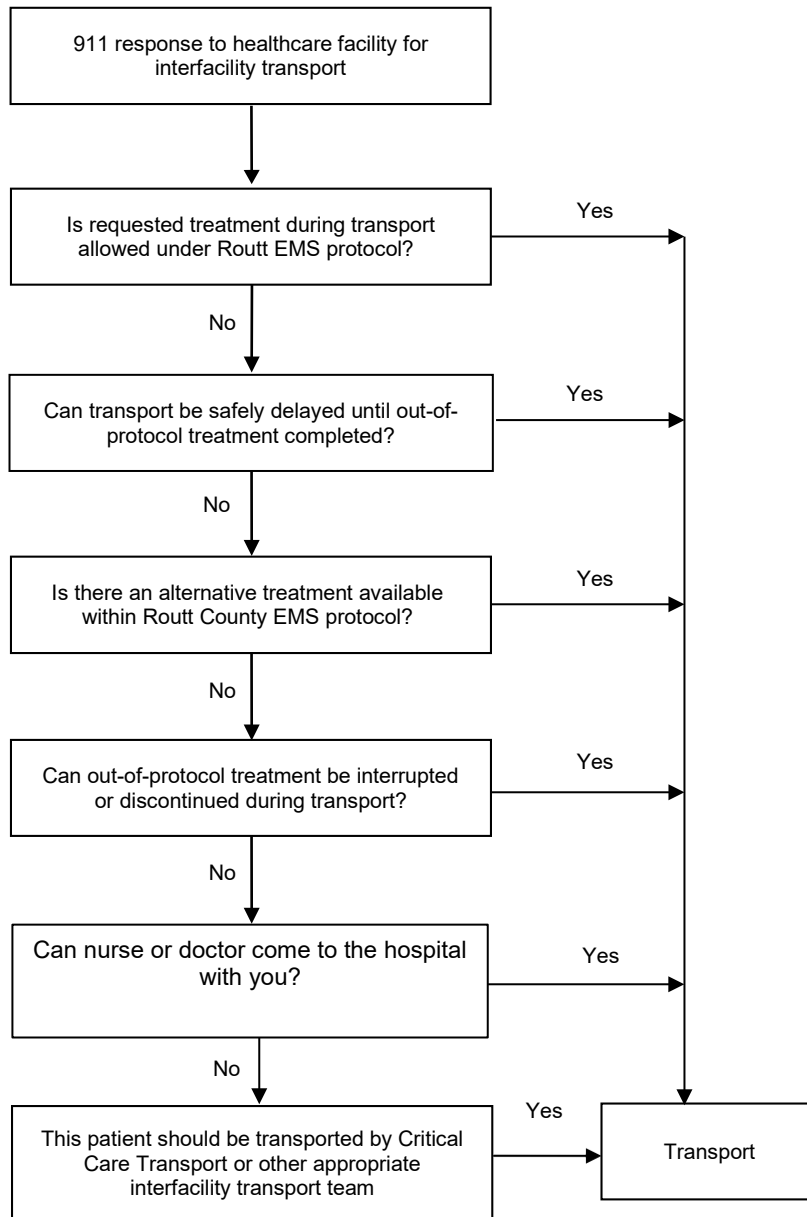 911 response to healthcare facility for
interfacility transport
Is requested treatment during transport
allowed under Routt EMS protocol?
Yes
No
Can transport be safely delayed until out-of-
protocol treatment completed?
Yes
No
Is there an alternative treatment available
within Routt County EMS protocol?
Yes
No
Can out-of-protocol treatment be interrupted
or discontinued during transport?
Yes
No
Can nurse or doctor come to the hospital
with you?
Yes
No
This patient should be transported by Critical
Care Transport or other appropriate
interfacility transport team
Yes
Transport